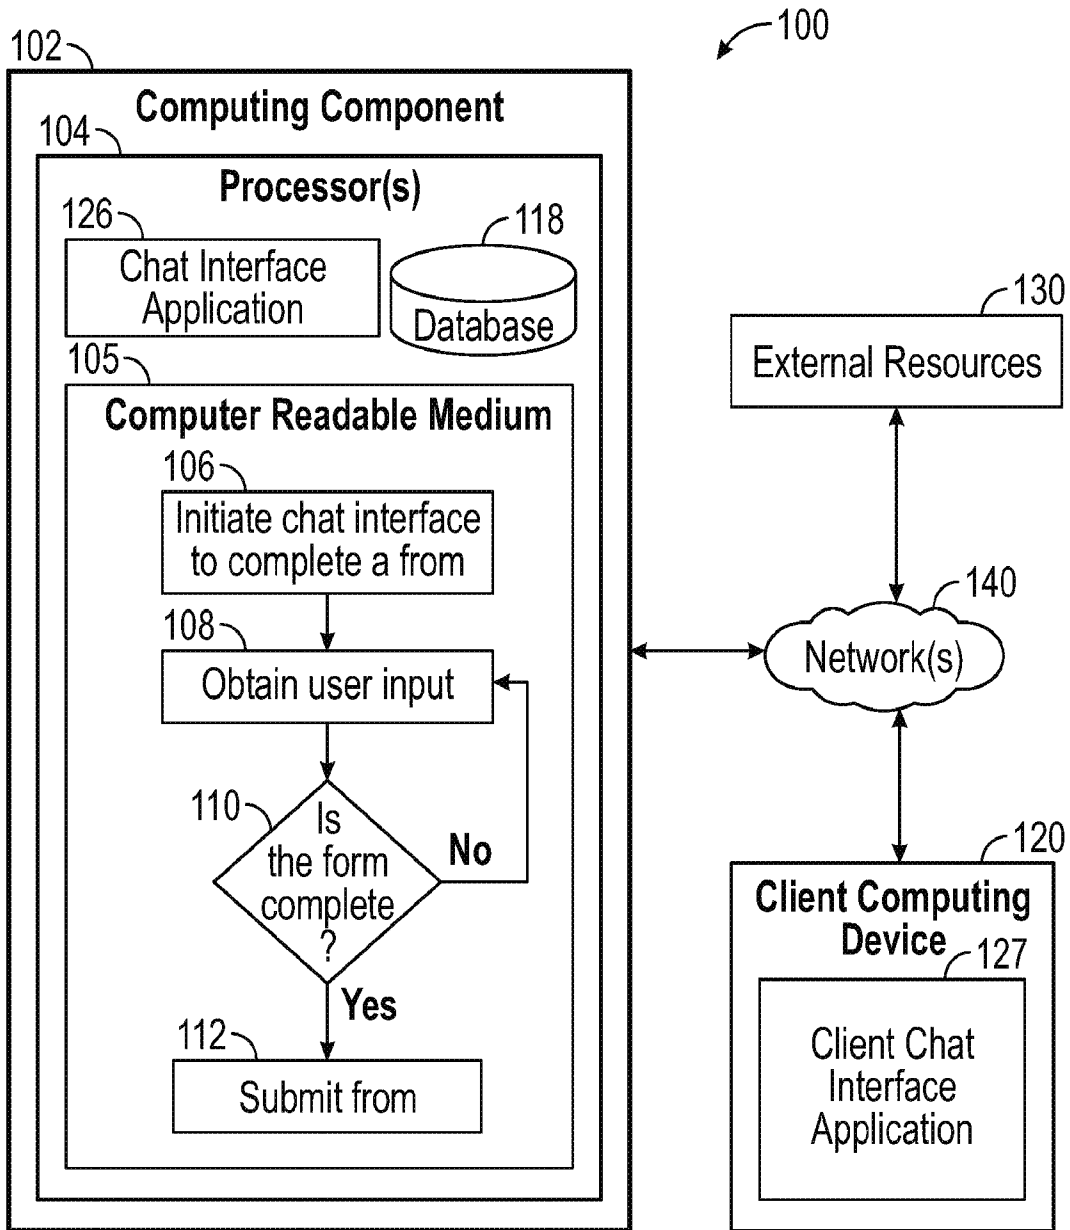 100
102
Computing Component
104
Processor(s)
126
Chat Interface
Application
118
Database
105
Computer Readable Medium
106
Initiate chat interface
to complete a from
108
Obtain user input
110
Is
the form
complete
?
No
Yes
112
Submit from
130
External Resources
140
Network(s)
120
Client Computing
Device
127
Client Chat
Interface
Application